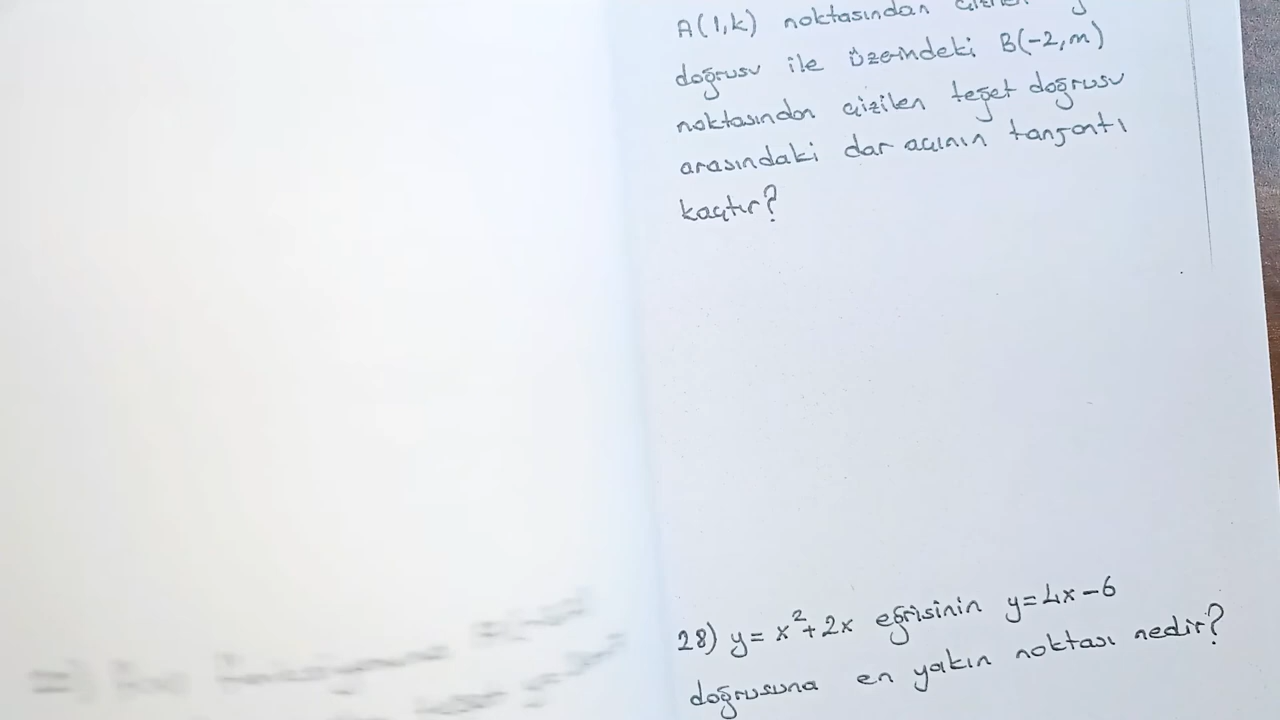 A(1,k) noktasından
doğrusu ile üzerindeki B(-2,m)
noktasından çizilen teğet doğrusu
arasındaki dar açının tanjantı
kaçtır?
28) y = x²+2x eğrisinin y=4x-6
doğrusuna en yakın noktası nedir?